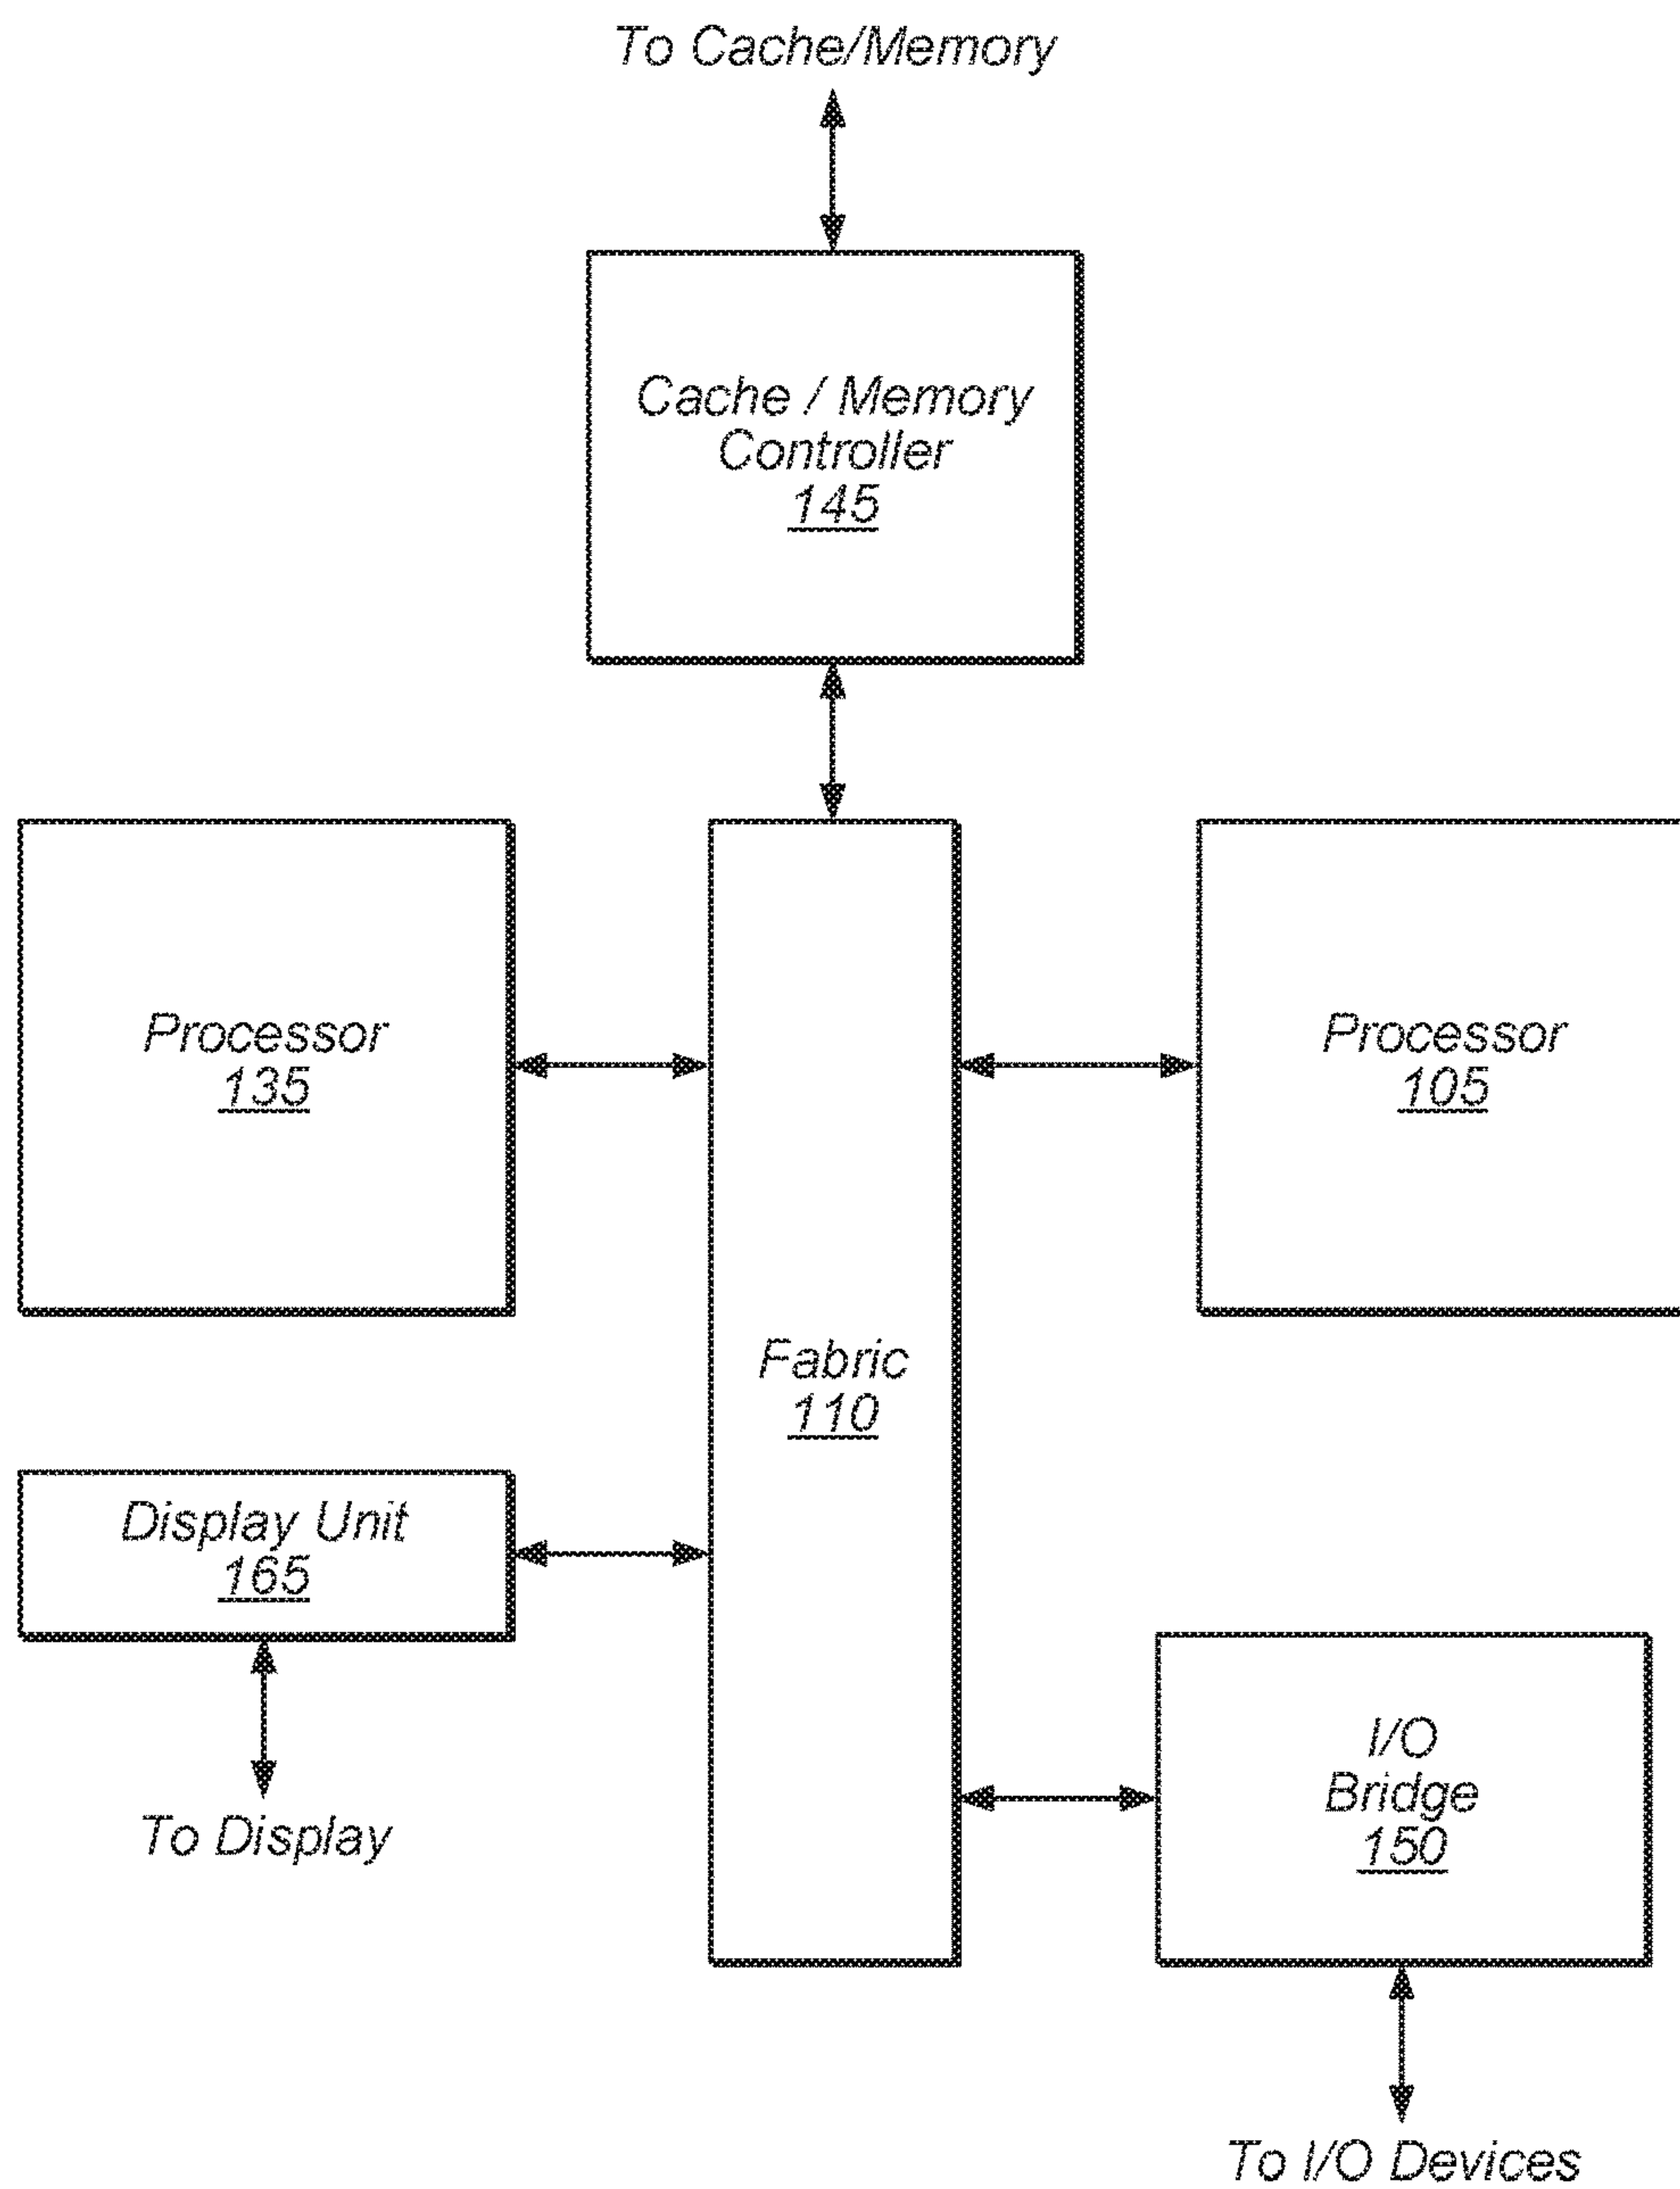 To Cache/Memory
Cache / Memory
Controller
145
Processor
135
Processor
105
Fabric
110
Display Unit
165
To Display
I/O
Bridge
150
To I/O Devices